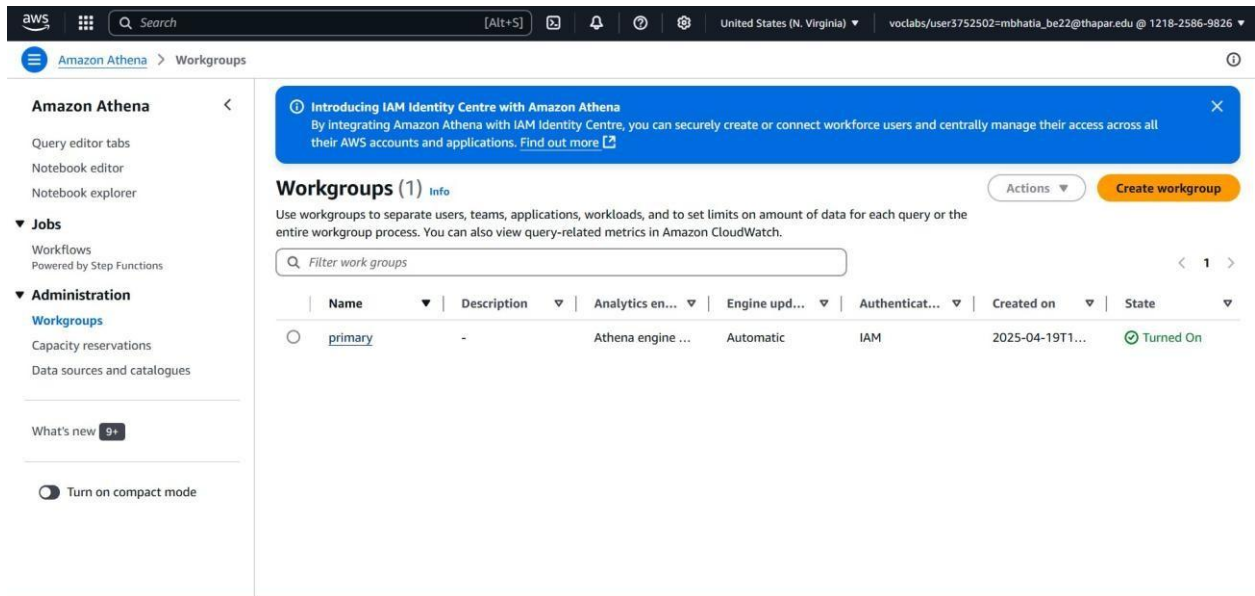 aws
Search [Alt+S] United States (N. Virginia) ▼ voclabs/user3752502=mbhatia_be22@thapar.edu @ 1218-2586-9826 ▼
Amazon Athena > Workgroups
Amazon Athena
Query editor tabs
Notebook editor
Notebook explorer
Jobs
Workflows
Powered by Step Functions
Administration
Workgroups
Capacity reservations
Data sources and catalogues
What's new 9+
Turn on compact mode
Introducing IAM Identity Centre with Amazon Athena
By integrating Amazon Athena with IAM Identity Centre, you can securely create or connect workforce users and centrally manage their access across all
their AWS accounts and applications. Find out more
Workgroups (1) Info
Actions ▼ Create workgroup
Use workgroups to separate users, teams, applications, workloads, and to set limits on amount of data for each query or the
entire workgroup process. You can also view query-related metrics in Amazon CloudWatch.
Filter work groups
< 1 >
Name Description Analytics en... Engine upd... Authenticat... Created on State
primary - Athena engine ... Automatic IAM 2025-04-19T1... Turned On